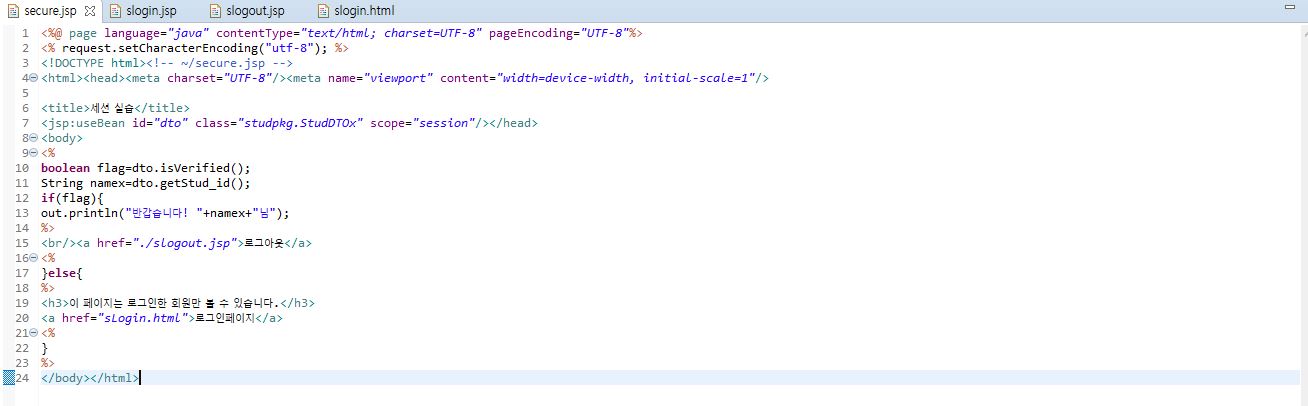 secure.jsp slogin.jsp slogout.jsp slogin.html
1 <%@ page language="java" contentType="text/html; charset=UTF-8" pageEncoding="UTF-8"%>
2 <% request.setCharacterEncoding("utf-8"); %>
3 <!DOCTYPE html><!-- ~/secure.jsp -->
4 <html><head><meta charset="UTF-8"/><meta name="viewport" content="width=device-width, initial-scale=1"/>
5
6 <title>세션 실습</title>
7 <jsp:useBean id="dto" class="studpkg.StudDTOx" scope="session"/></head>
8 <body>
9 <%
10 boolean flag=dto.isVerified();
11 String namex=dto.getStud_id();
12 if(flag){
13 out.println("반갑습니다! "+namex+"님");
14 %>
15 <br/><a href="./slogout.jsp">로그아웃</a>
16 <%
17 }else{
18 %>
19 <h3>이 페이지는 로그인한 회원만 볼 수 있습니다.</h3>
20 <a href="sLogin.html">로그인페이지</a>
21 <%
22 }
23 %>
24 </body></html>